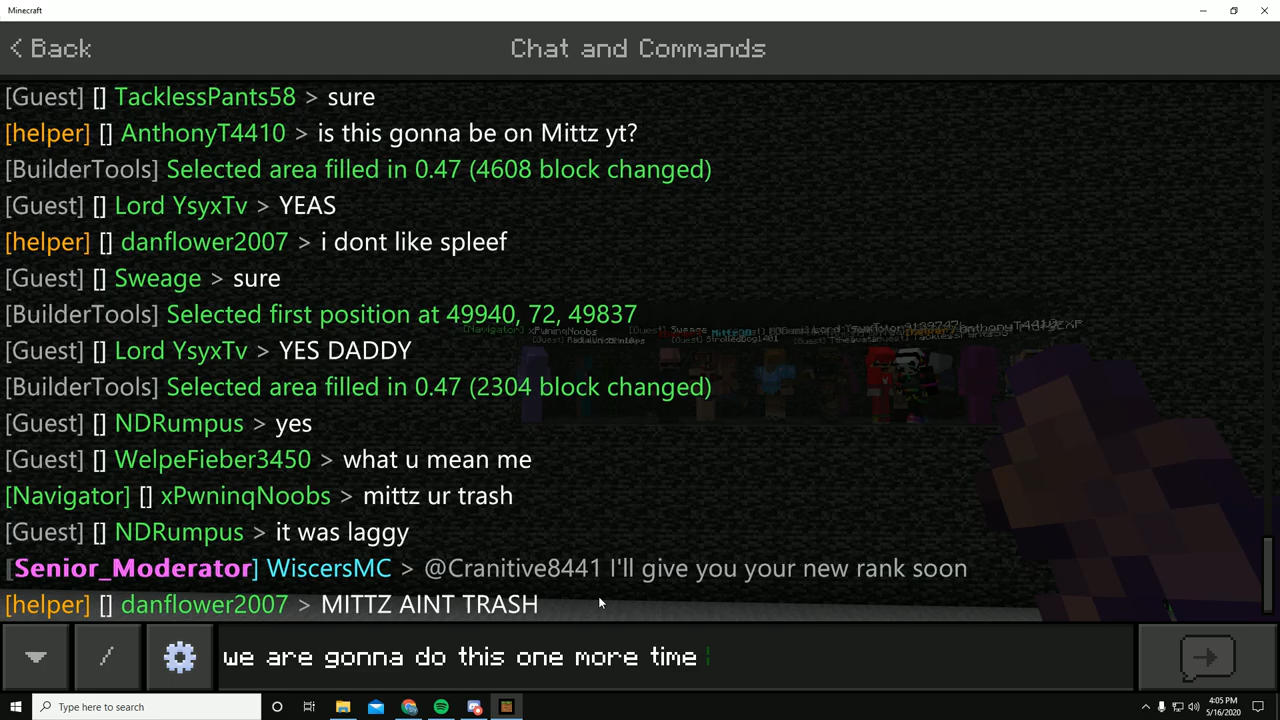 Minecraft
< Back
Chat and Commands
[Guest] [] TacklessPants58 > sure
[helper] [] AnthonyT4410 > is this gonna be on Mittz yt?
[BuilderTools] Selected area filled in 0.47 (4608 block changed)
[Guest] [] Lord YsyxTv > YEAS
[helper] [] danflower2007 > i dont like spleef
[Guest] [] Sweage > sure
[BuilderTools] Selected first position at 49940, 72, 49837
[Guest] [] Lord YsyxTv > YES DADDY
[BuilderTools] Selected area filled in 0.47 (2304 block changed)
[Guest] [] NDRumpus > yes
[Guest] [] WelpeFieber3450 > what u mean me
[Navigator] [] xPwninqNoobs > mittz ur trash
[Guest] [] NDRumpus > it was laggy
[Senior_Moderator] WiscersMC > @Cranitive8441 I'll give you your new rank soon
[helper] [] danflower2007 > MITTZ AINT TRASH
/
we are gonna do this one more time
Type here to search
4:05 PM
5/16/2020